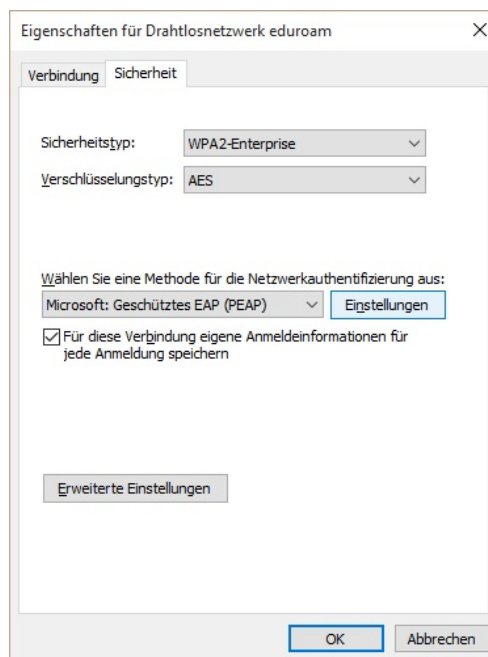 Eigenschaften für Drahtlosnetzwerk eduroam
Verbindung Sicherheit
Sicherheitstyp: WPA2-Enterprise
Verschlüsselungstyp: AES
Wählen Sie eine Methode für die Netzwerkauthentifizierung aus:
Microsoft: Geschütztes EAP (PEAP) Einstellungen
Für diese Verbindung eigene Anmeldeinformationen für
jede Anmeldung speichern
Erweiterte Einstellungen
OK Abbrechen